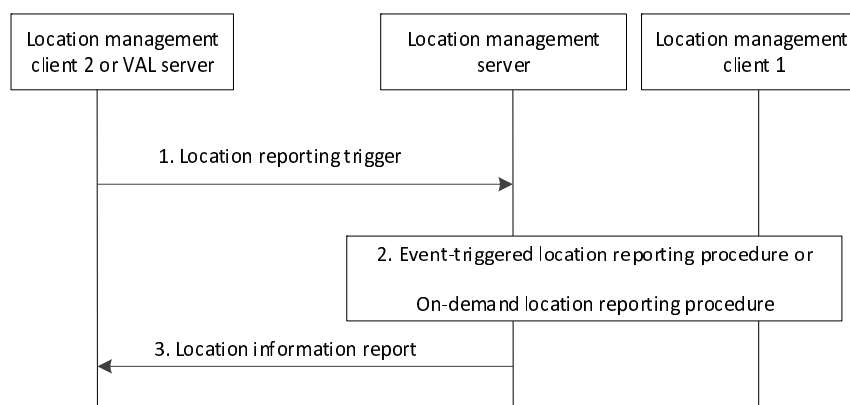 Location management
client 2 or VAL server
Location management
server
Location management
client 1
1. Location reporting trigger
2. Event-triggered location reporting procedure or
On-demand location reporting procedure
3. Location information report